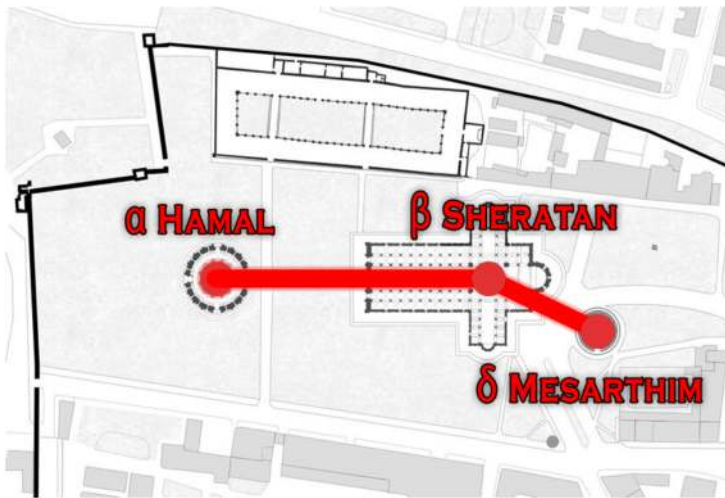 α HAMAL
β SHERATAN
δ MESARTHIM